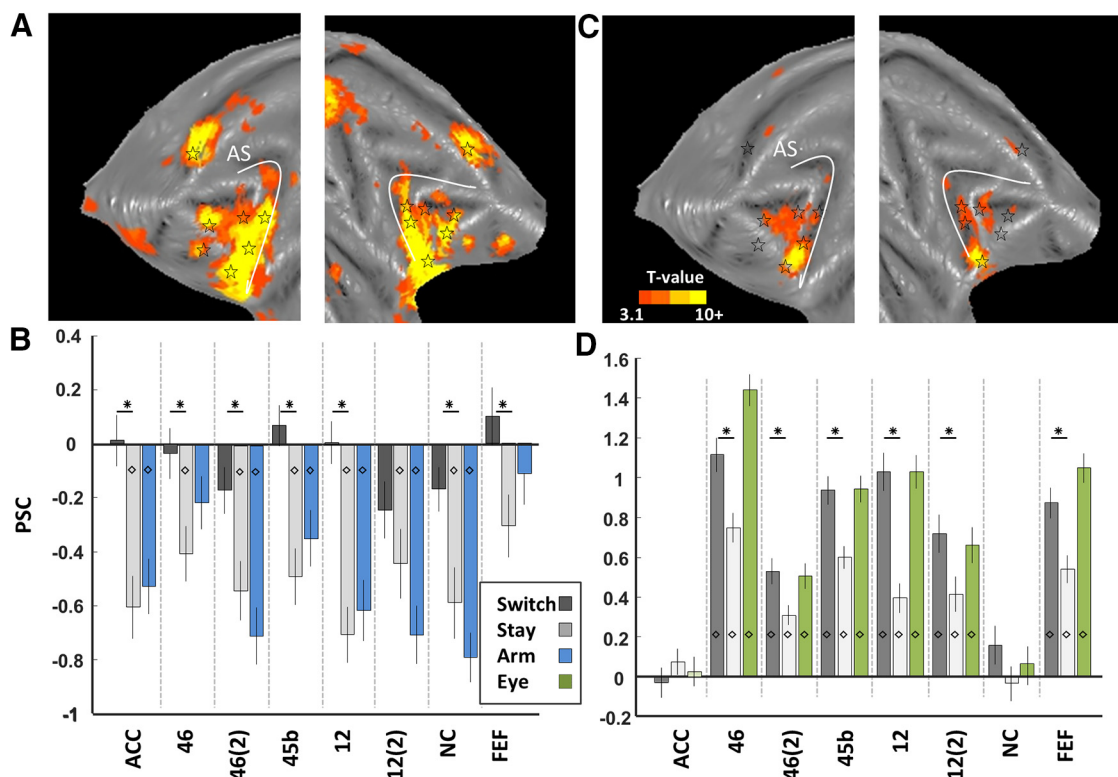 A
C
AS
AS
T-value
3.1 10+
B
D
0.4
0.2
0
-0.2
-0.4
-0.6
-0.8
-1
PSC
* * * * * * *
Switch
Stay
Arm
Eye
ACC 46 46(2) 45b 12 12(2) NC FEF
1.6
1.4
1.2
1.0
0.8
0.6
0.4
0.2
0
-0.2
* * * * * *
ACC 46 46(2) 45b 12 12(2) NC FEF